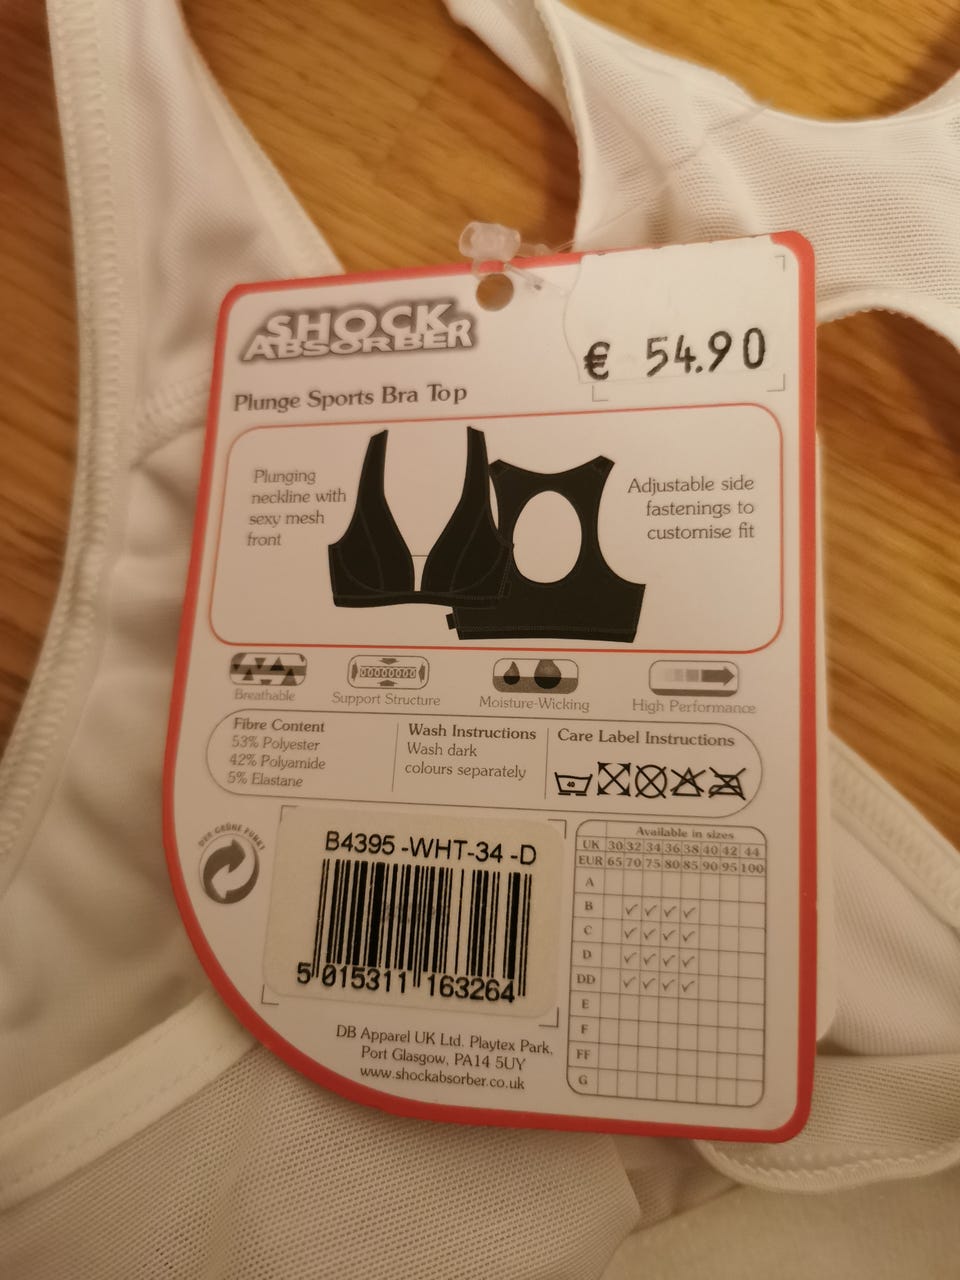 SHOCK
ABSORBER
€ 54.90
Plunge Sports Bra Top
Plunging
neckline with
sexy mesh
front
Adjustable side
fastenings to
customise fit
Breathable
Support Structure
Moisture-Wicking
High Performance
Fibre Content
53% Polyester
42% Polyamide
5% Elastane
Wash Instructions
Wash dark
colours separately
Care Label Instructions
40
DER GRÜNE PUNKT
B4395 -WHT-34 -D
5 015311 163264
DB Apparel UK Ltd. Playtex Park,
Port Glasgow, PA14 5UY
www.shockabsorber.co.uk
Available in sizes
UK 30 32 34 36 38 40 42 44
EUR 65 70 75 80 85 90 95 100
A
B ✓ ✓ ✓ ✓
C ✓ ✓ ✓ ✓
D ✓ ✓ ✓ ✓
DD ✓ ✓ ✓ ✓
E
F
FF
G